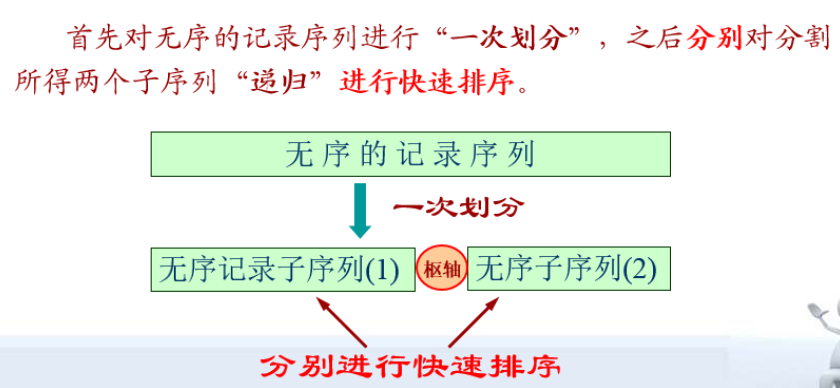 首先对无序的记录序列进行“一次划分”，之后分别对分割
所得两个子序列“递归”进行快速排序。
无序的记录序列
一次划分
无序记录子序列(1) 枢轴 无序子序列(2)
分别进行快速排序